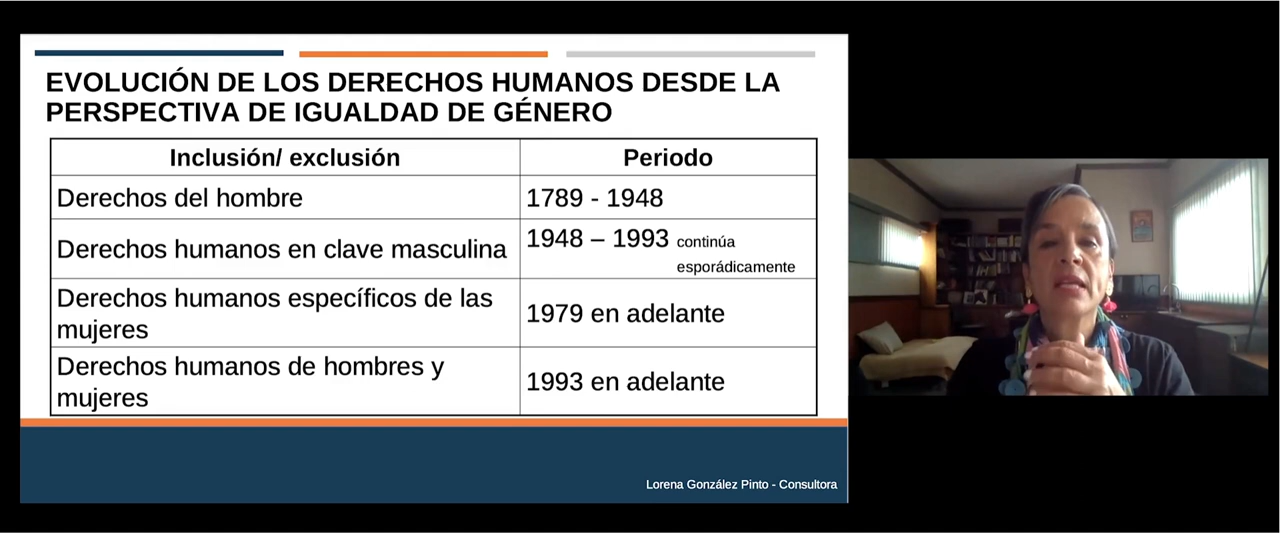 EVOLUCIÓN DE LOS DERECHOS HUMANOS DESDE LA
PERSPECTIVA DE IGUALDAD DE GÉNERO
Inclusión/ exclusión
Periodo
Derechos del hombre
1789 - 1948
Derechos humanos en clave masculina
1948 – 1993 continúa
esporádicamente
Derechos humanos específicos de las
mujeres
1979 en adelante
Derechos humanos de hombres y
mujeres
1993 en adelante
Lorena González Pinto - Consultora